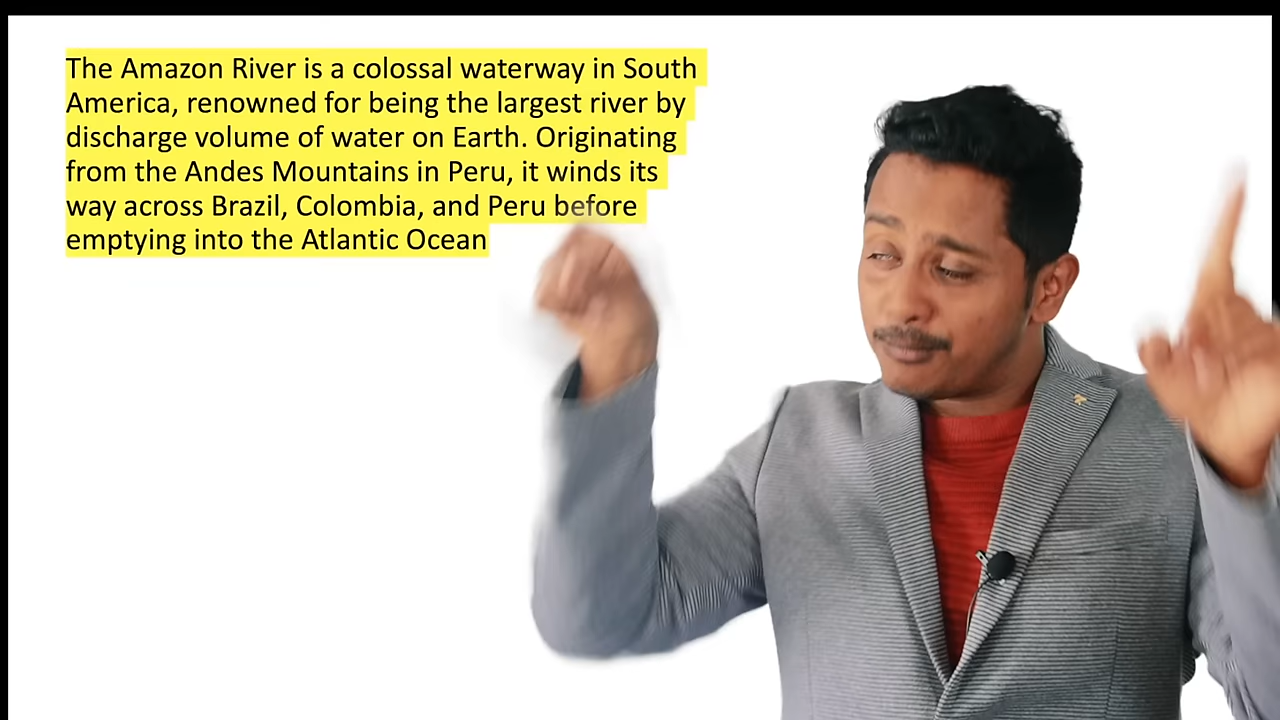 The Amazon River is a colossal waterway in South
America, renowned for being the largest river by
discharge volume of water on Earth. Originating
from the Andes Mountains in Peru, it winds its
way across Brazil, Colombia, and Peru before
emptying into the Atlantic Ocean